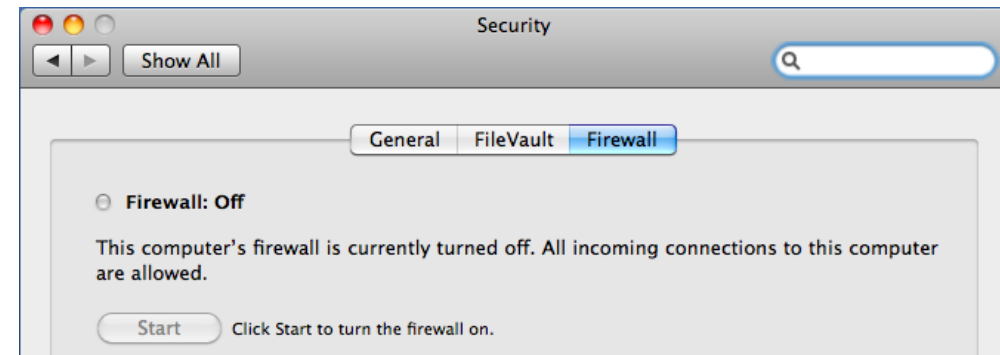 Security
Show All
General FileVault Firewall
Firewall: Off
This computer's firewall is currently turned off. All incoming connections to this computer
are allowed.
Start Click Start to turn the firewall on.